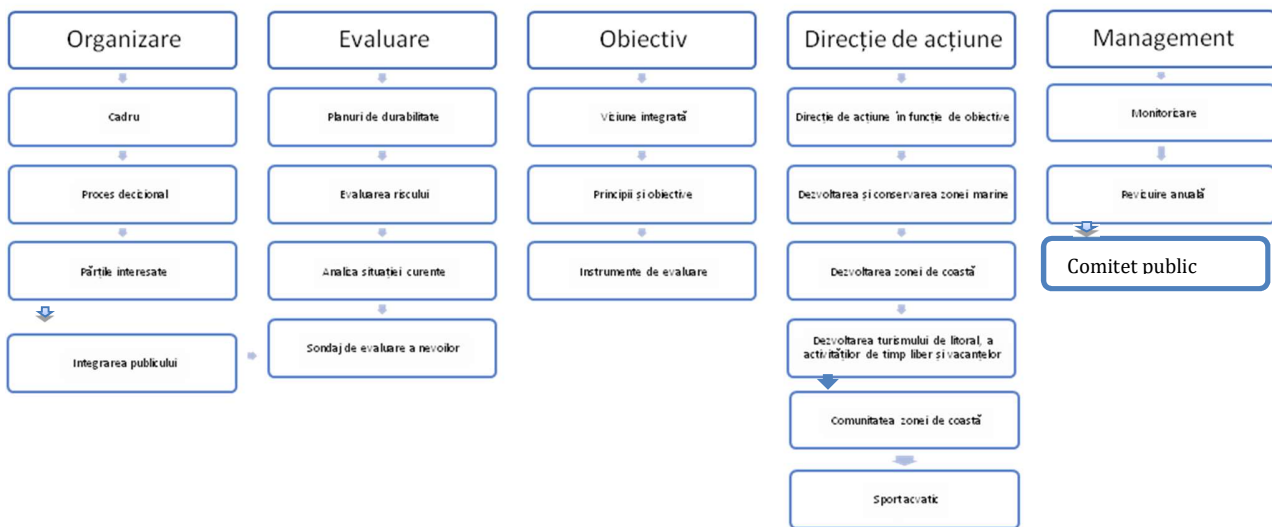 Organizare
Cadru
Proces decizional
Părțile interesate
Integrarea publicului
Evaluare
Planuri de durabilitate
Evaluarea riscului
Analiza situației curente
Sondaj de evaluare a nevoilor
Obiectiv
Viziune integrată
Principii și obiective
Instrumente de evaluare
Direcție de acțiune
Direcție de acțiune în funcție de obiective
Dezvoltarea și conservarea zonei marine
Dezvoltarea zonei de coastă
Dezvoltarea turismului de litoral, a
activităților de timp liber și vacanțelor
Comunitatea zonei de coastă
Sport acvatic
Management
Monitorizare
Revizuire anuală
Comitet public